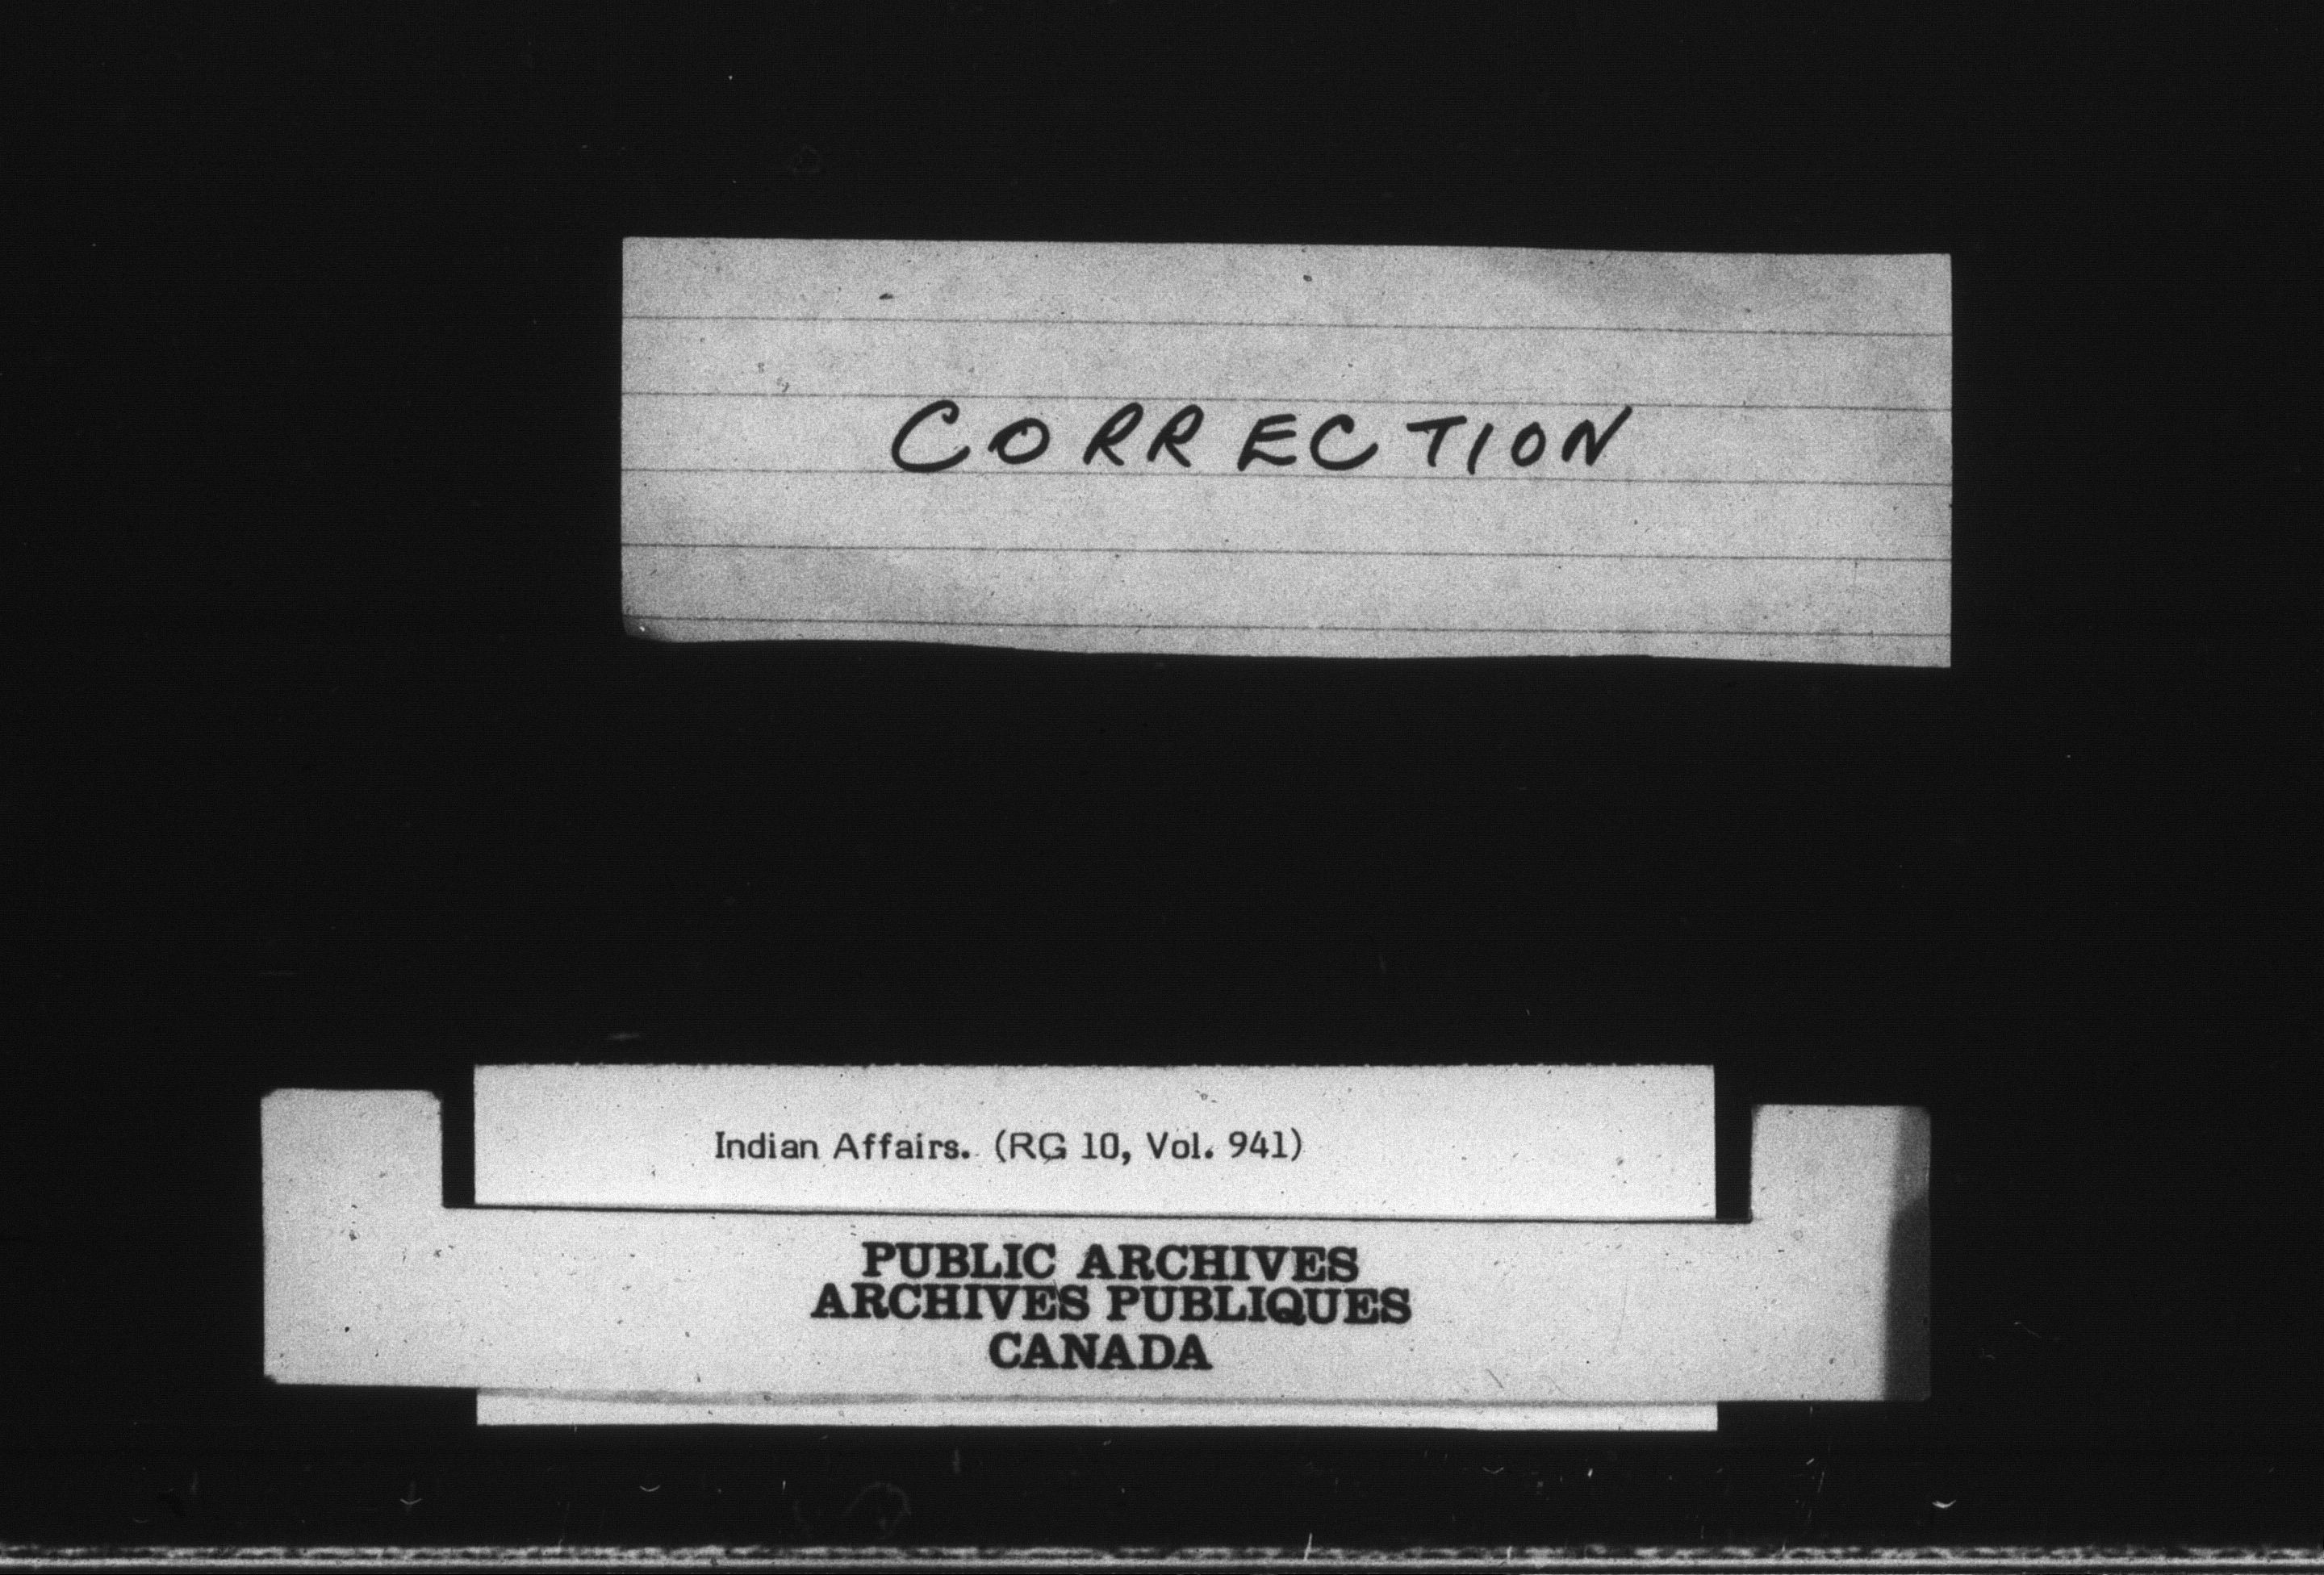 CORRECTION
Indian Affairs. (RG 10, Vol. 941)
PUBLIC ARCHIVES
ARCHIVES PUBLIQUES
CANADA